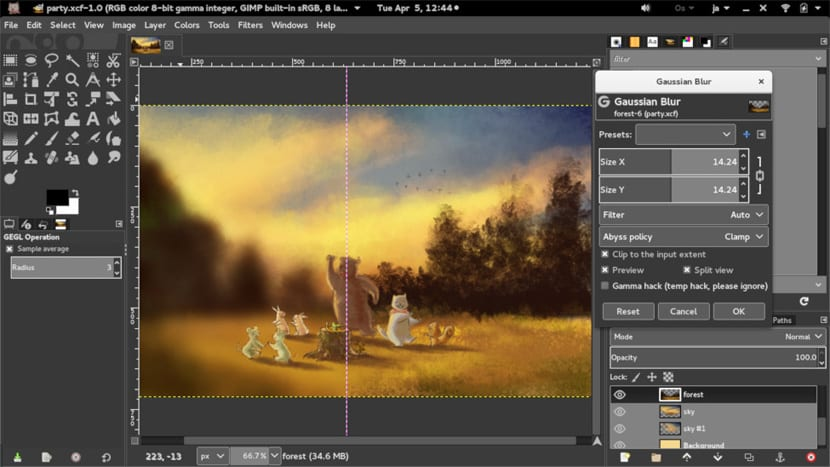 party.xcf-1.0 (RGB color 8-bit gamma integer, GIMP built-in sRGB, 8 la...
Tue Apr 5, 12:44
ja
File Edit Select View Image Layer Colors Tools Filters Windows Help
250 500 750 1000
filter
Gaussian Blur
Gaussian Blur
forest-6 (party.xcf)
Presets:
Size X 14.24
Size Y 14.24
Filter Auto
Abyss policy Clamp
Clip to the input extent
Preview Split view
Gamma hack (temp hack, please ignore)
Reset Cancel OK
GEGL Operation
Sample average
Radius 3
Paths
Mode Normal
Opacity 100.0
Lock:
forest
sky
sky #1
Background
223, -13 px 66.7% forest (34.6 MB)